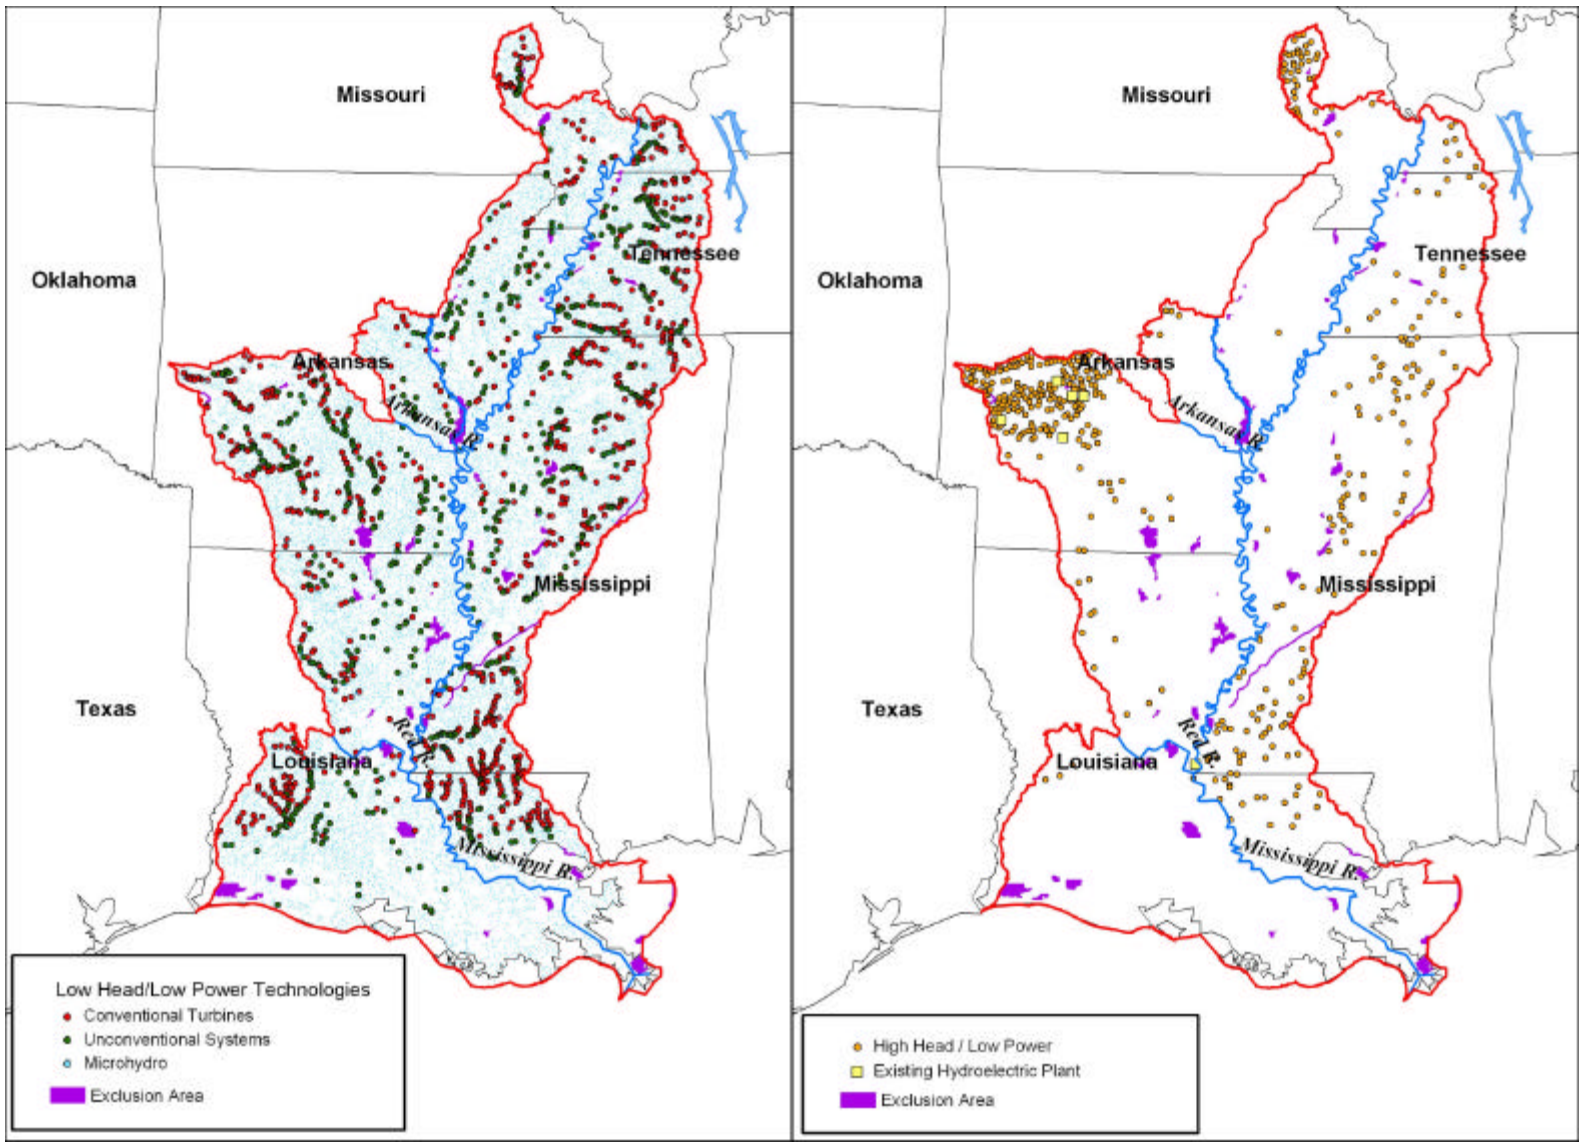 Missouri
Tennessee
Oklahoma
Arkansas
Arkansas R.
Mississippi
Texas
Red R.
Louisiana
Mississippi R.
Low Head/Low Power Technologies
Conventional Turbines
Unconventional Systems
Microhydro
Exclusion Area
Missouri
Tennessee
Oklahoma
Arkansas
Arkansas R.
Mississippi
Texas
Red R.
Louisiana
Mississippi R.
High Head / Low Power
Existing Hydroelectric Plant
Exclusion Area